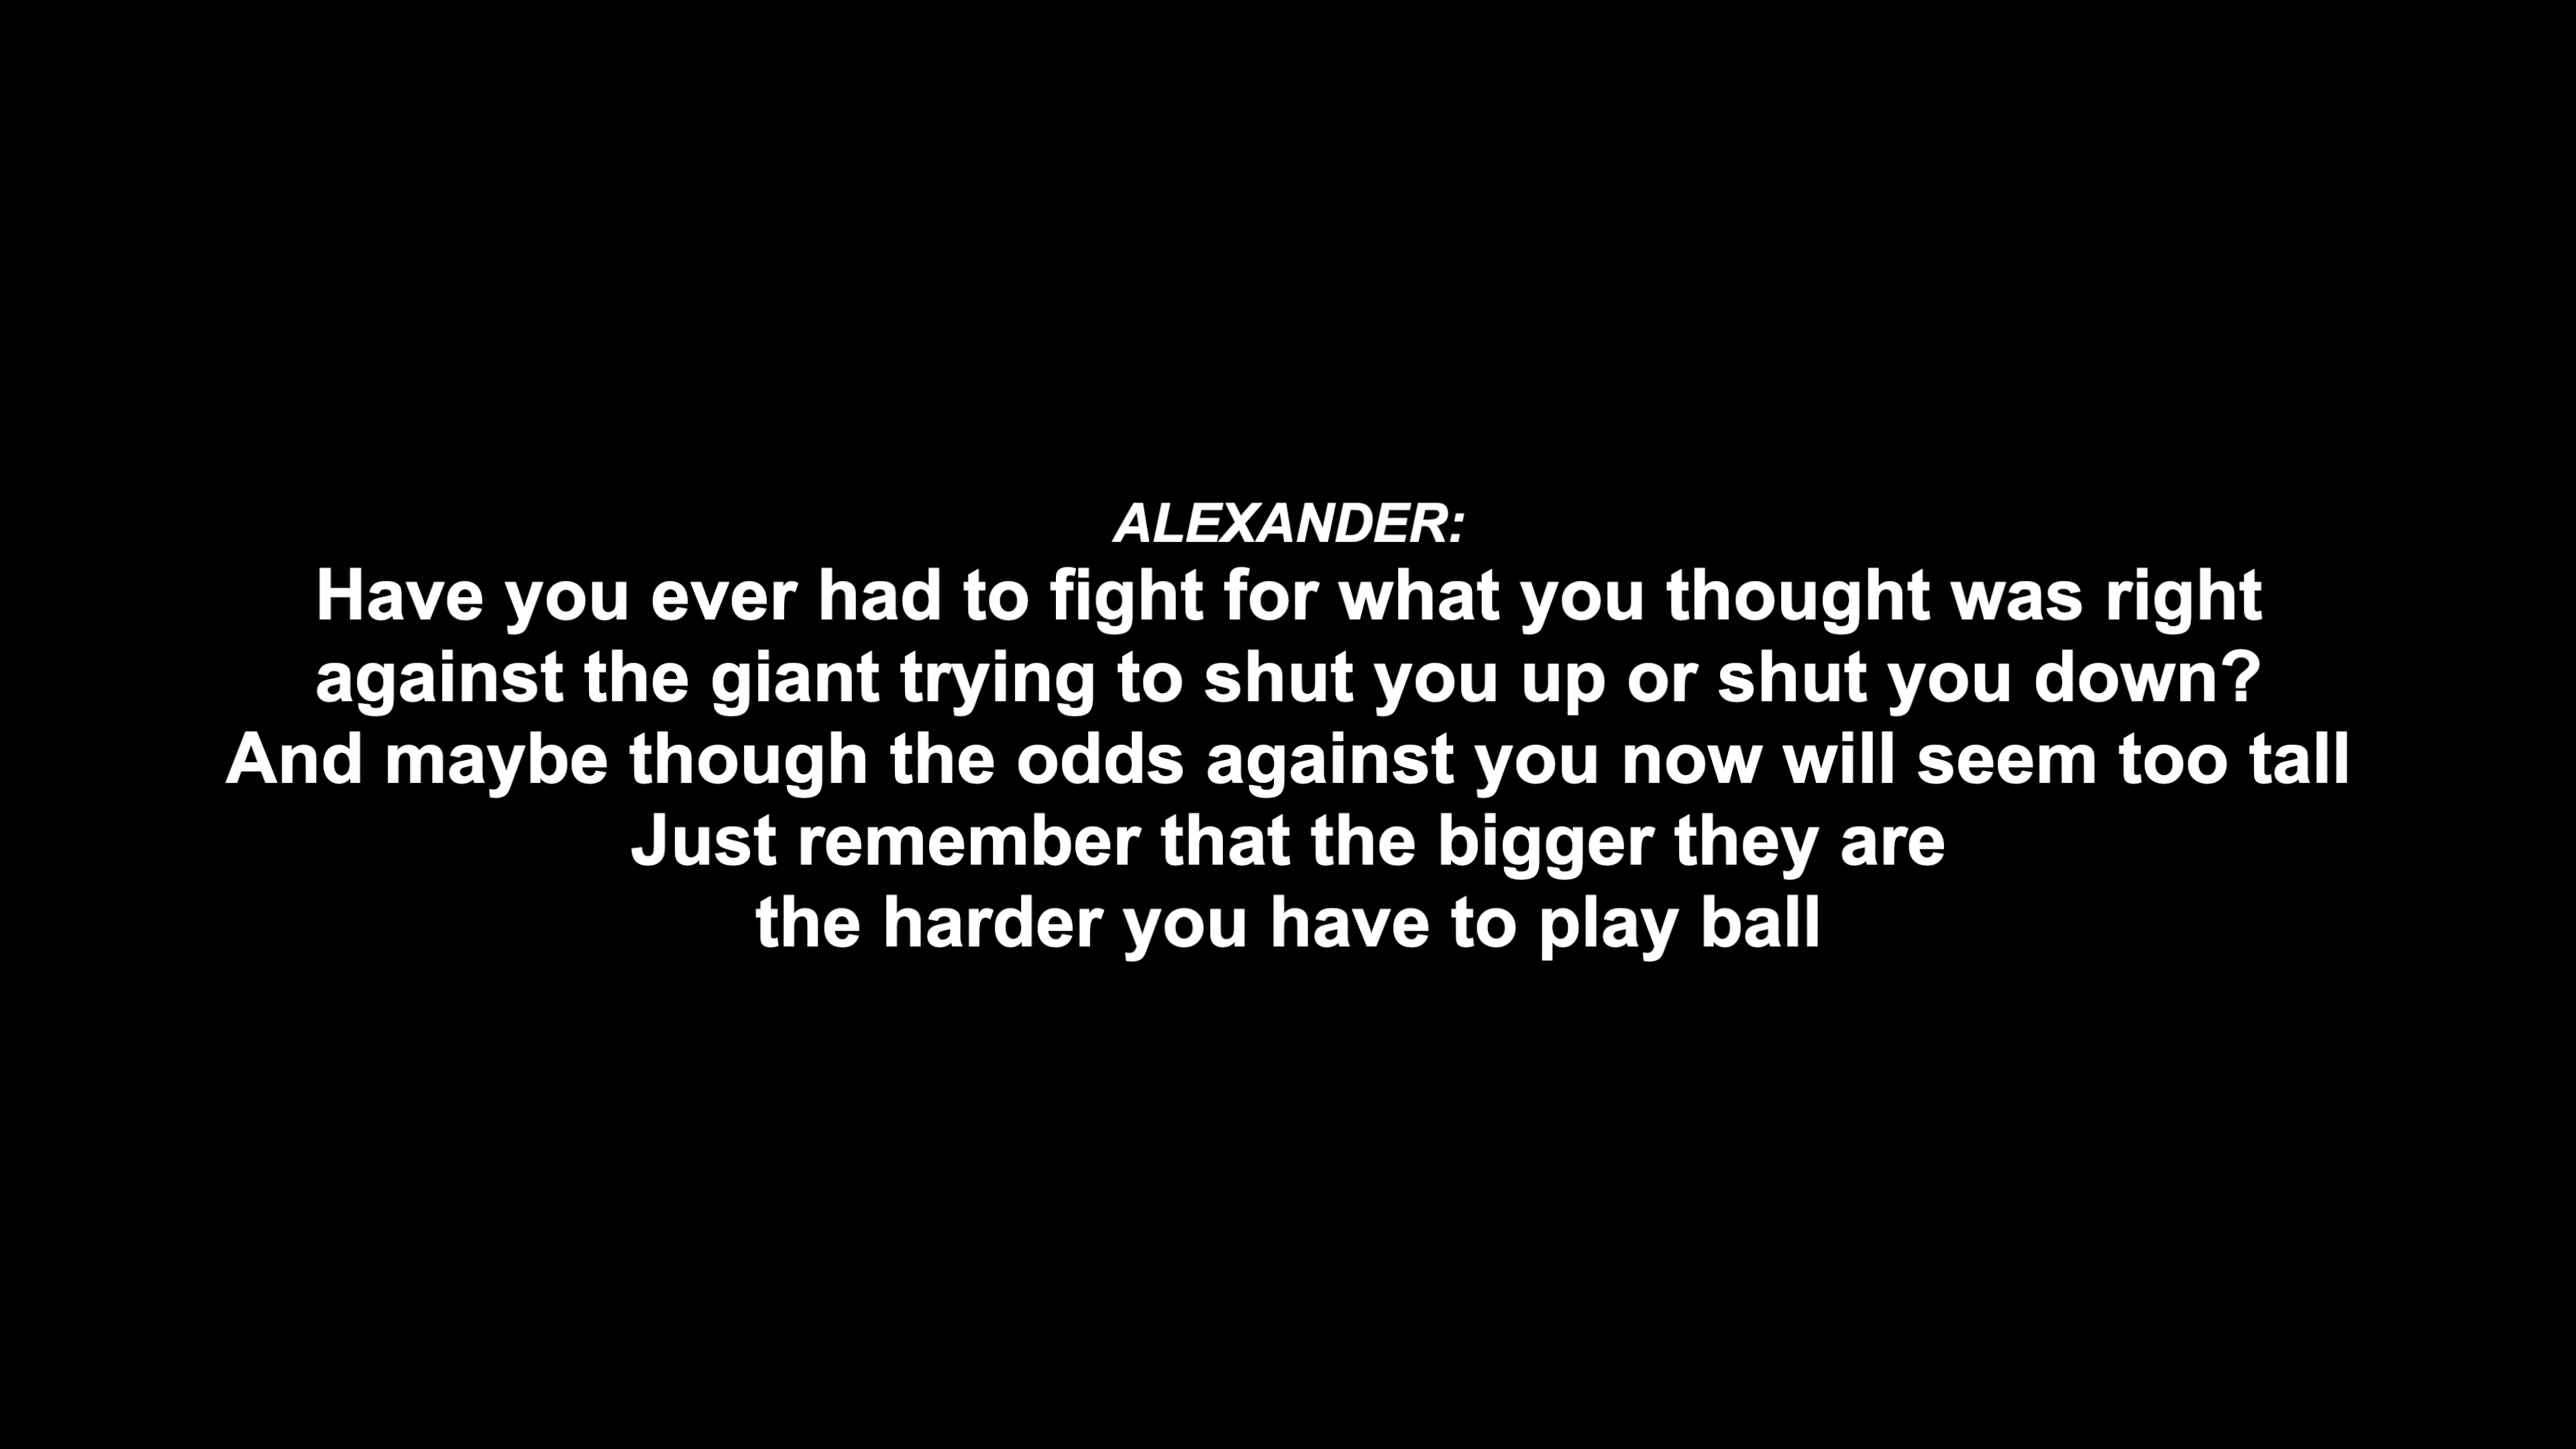 ALEXANDER:
Have you ever had to fight for what you thought was right
against the giant trying to shut you up or shut you down?
And maybe though the odds against you now will seem too tall
Just remember that the bigger they are
the harder you have to play ball